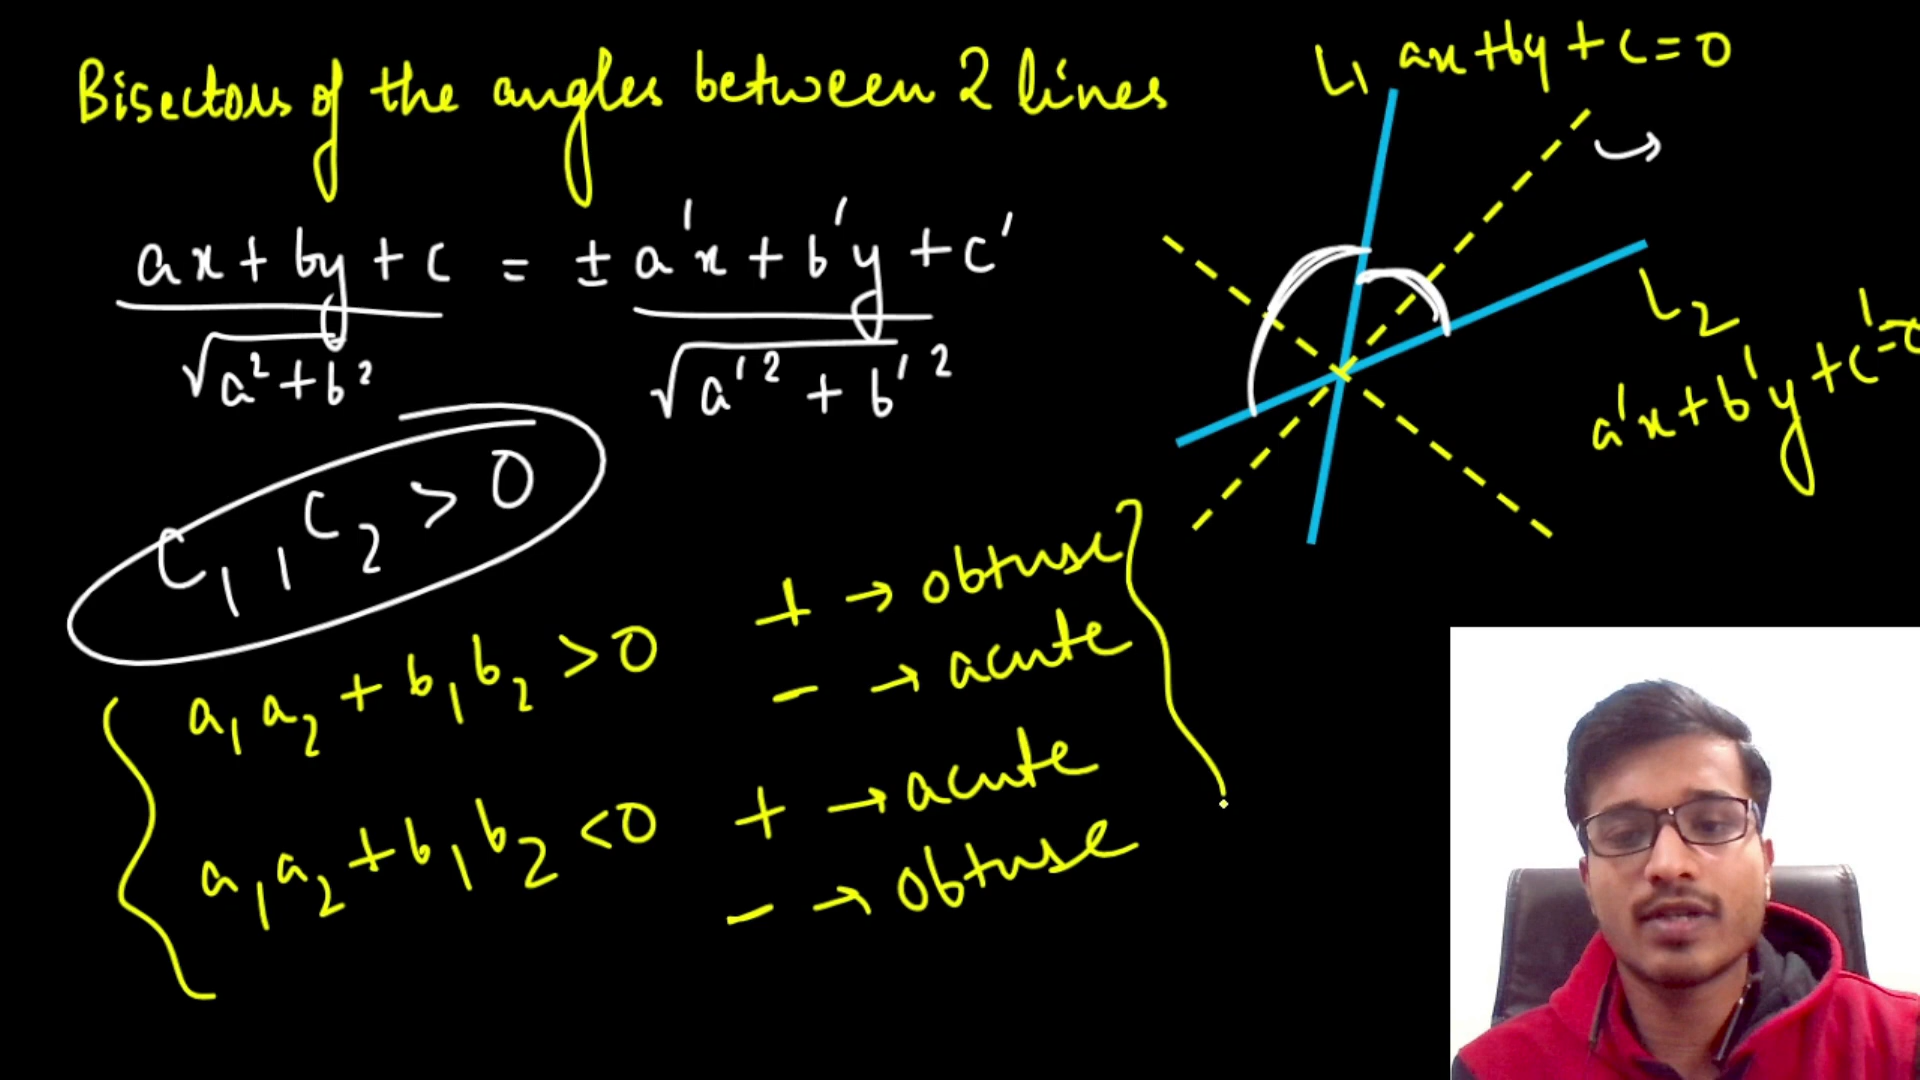 Bisectors of the angles between 2 lines
L1 ax+by+c=0
ax+by+c = ± a'x+b'y+c'
√a²+b² √a'²+b'²
L2
a'x+b'y+c'=0
C1 C2 > 0
a1a2+b1b2 > 0 + → obtuse
- → acute
a1a2+b1b2 < 0 + → acute
- → obtuse